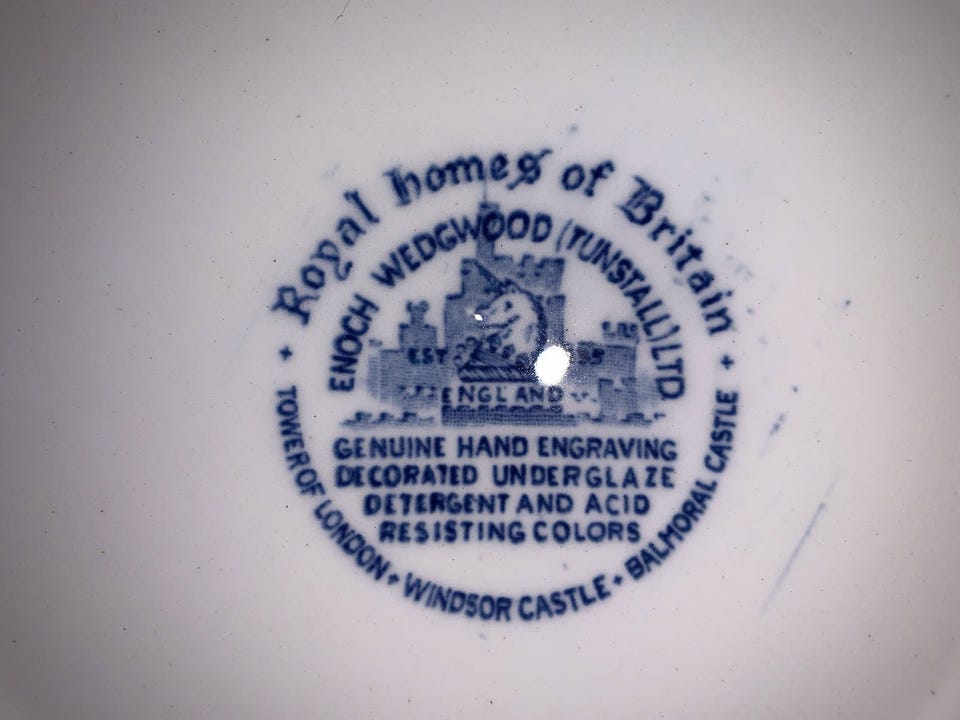 Royal homes of Britain
ENOCH WEDGWOOD (TUNSTALL) LTD
EST
ENGLAND
GENUINE HAND ENGRAVING
DECORATED UNDERGLAZE
DETERGENT AND ACID
RESISTING COLORS
TOWER OF LONDON + WINDSOR CASTLE + BALMORAL CASTLE